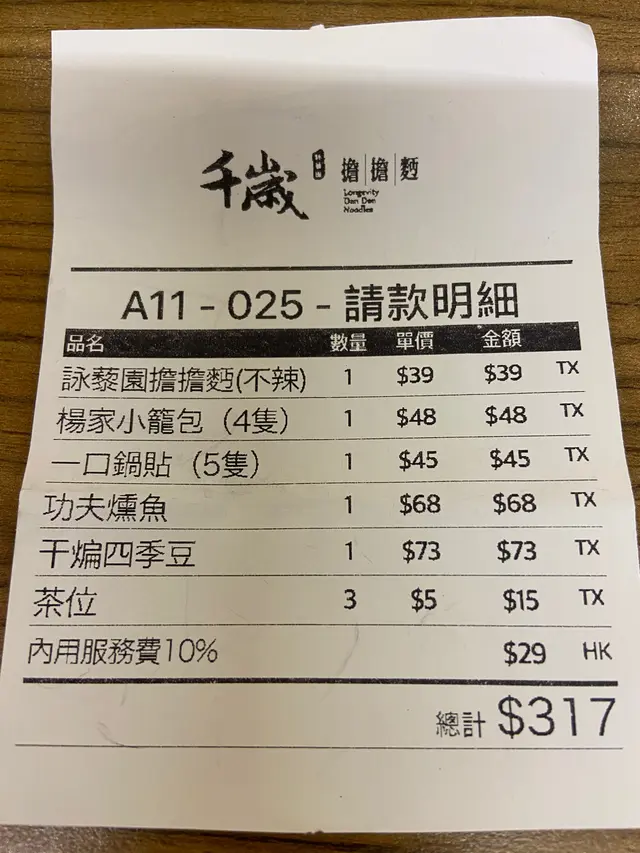 千歲 擔擔麵
Longevity
Dan Dan
Noodles
A11 - 025 - 請款明細
品名 數量 單價 金額
詠藜園擔擔麪(不辣) 1 $39 $39 TX
楊家小籠包（4隻） 1 $48 $48 TX
一口鍋貼（5隻） 1 $45 $45 TX
功夫燻魚 1 $68 $68 TX
干煸四季豆 1 $73 $73 TX
茶位 3 $5 $15 TX
內用服務費10% $29 HK
總計 $317